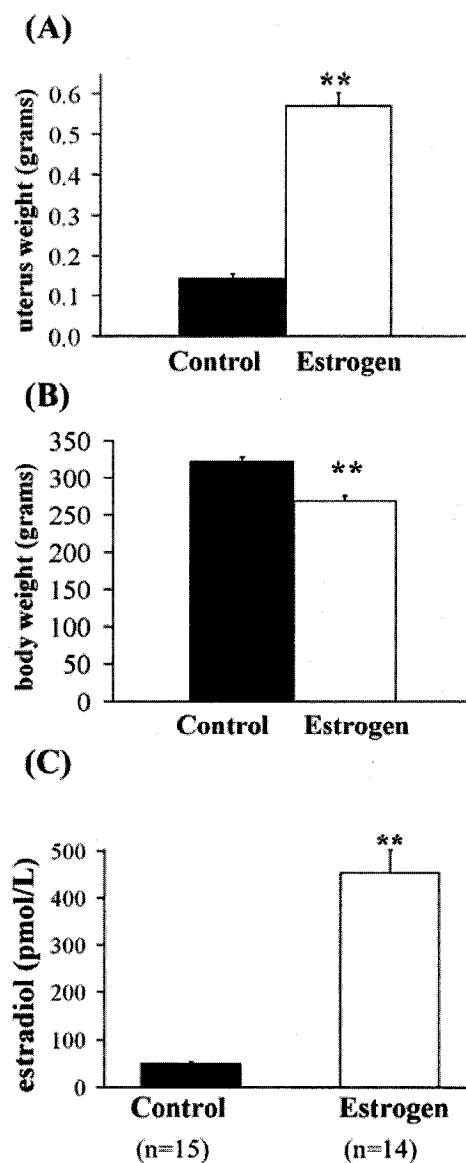 (A)
**
0.6
0.5
0.4
0.3
0.2
0.1
0.0
uterus weight (grams)
Control Estrogen
(B)
350
300
250
200
150
100
50
0
body weight (grams)
**
Control Estrogen
(C)
500
400
300
200
100
0
estradiol (pmol/L)
**
Control Estrogen
(n=15) (n=14)